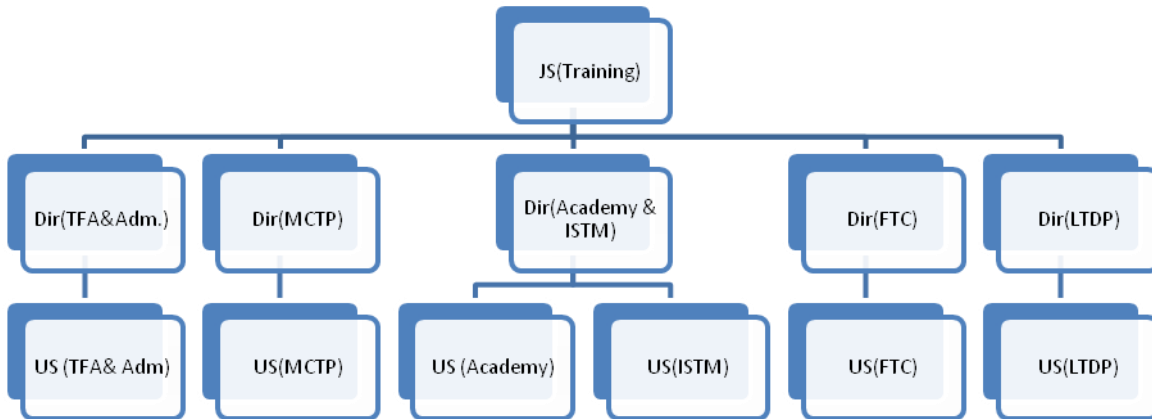 JS(Training)
Dir(TFA&Adm.)
Dir(MCTP)
Dir(Academy &
ISTM)
Dir(FTC)
Dir(LTDP)
US (TFA& Adm)
US(MCTP)
US (Academy)
US(ISTM)
US(FTC)
US(LTDP)